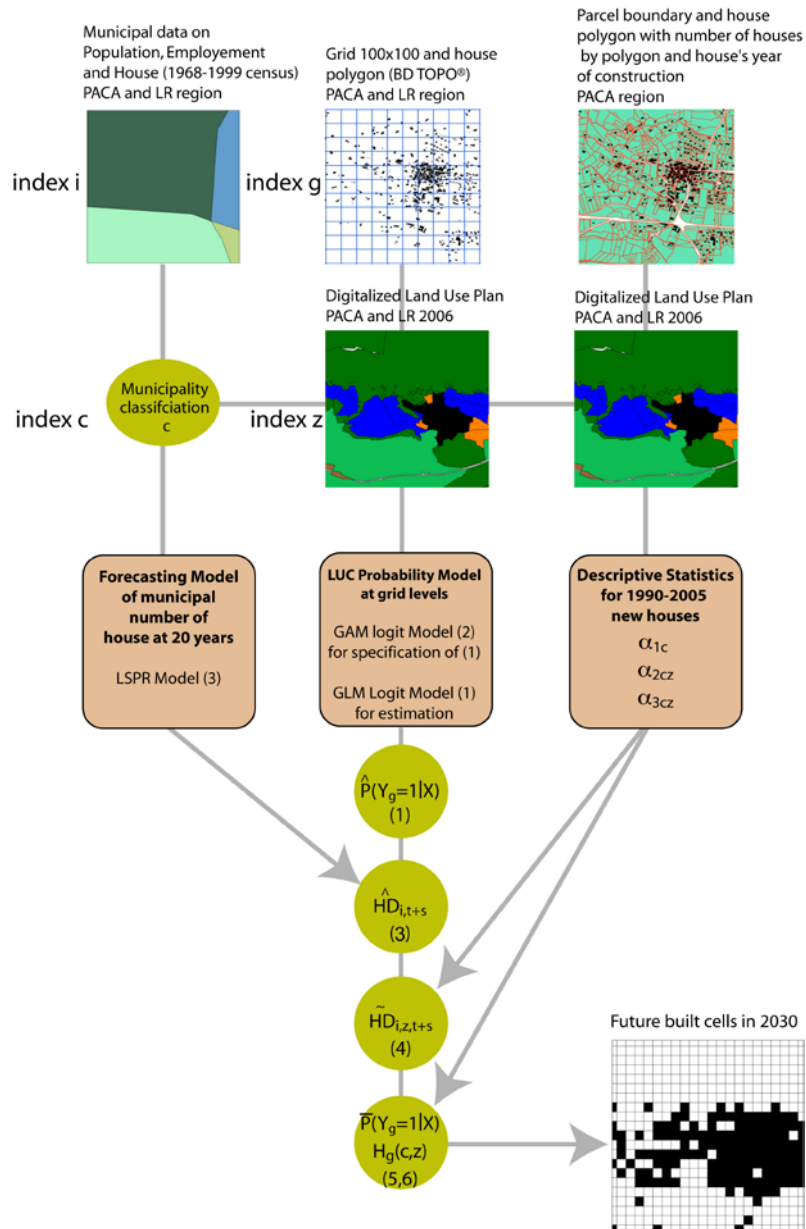 Municipal data on
Population, Employement
and House (1968-1999 census)
PACA and LR region
Grid 100x100 and house
polygon (BD TOPO®)
PACA and LR region
Parcel boundary and house
polygon with number of houses
by polygon and house's year
of construction
PACA region
index i
index g
Digitalized Land Use Plan
PACA and LR 2006
Digitalized Land Use Plan
PACA and LR 2006
index c
Municipality
classifciation
c
index z
Forecasting Model
of municipal
number of
house at 20 years
LSPR Model (3)
LUC Probability Model
at grid levels
GAM logit Model (2)
for specification of (1)
GLM Logit Model (1)
for estimation
Descriptive Statistics
for 1990-2005
new houses
α1c
α2cz
α3cz
P̂(Yg=1|X)
(1)
ĤDi,t+s
(3)
H̃Di,z,t+s
(4)
P̅(Yg=1|X)
Hg(c,z)
(5,6)
Future built cells in 2030